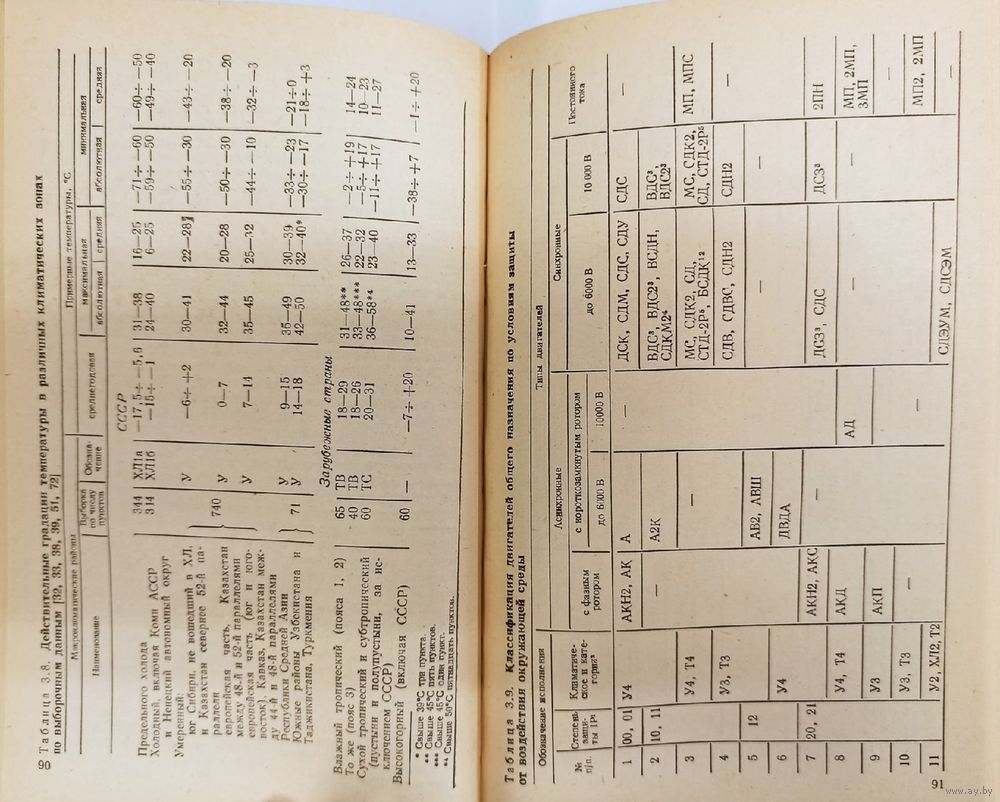 90
Таблица 3.8. Действительные градации температуры в различных климатических зонах
по выборочным данным [32, 33, 38, 39, 51, 72]
Макроклиматические районы Примерные температуры, °С
Наименование Выборка по числу пунктов Обозначение среднегодовая максимальная минимальная
абсолютная средняя абсолютная средняя
СССР
Предельного холода 344 ХЛ1а —17,5÷ —5,6 31—38 16—25 —71÷ —60 —60÷ —50
Холодный, включая Коми АССР 314 ХЛ1б —15÷ —1 24—40 6—25 —59÷ —50 —49÷ —40
и Ненецкий автономный округ
Умеренный:
юг Сибири, не вошедший в ХЛ, У —6÷ +2 30—41 22—28 —55÷ —30 —43÷ —20
и Казахстан севернее 52-й па-
раллели
европейская часть, Казахстан 740 У 0—7 32—44 20—28 —50÷ —30 —38÷ —20
между 48-й и 52-й параллелями
европейская часть (юг и юго- У 7—14 35—45 25—32 —44÷ —10 —32÷ —3
восток), Кавказ, Казахстан меж-
ду 44-й и 48-й параллелями
Республики Средней Азии 71 У 9—15 35—49 30—39 —33÷ —23 —21÷0
Южные районы Узбекистана и У 14—18 42—50 32—40* —30÷ —17 —18÷ +3
Таджикистана, Туркмения
Зарубежные страны
Влажный тропический (пояса 1, 2) 65 ТВ 18—29 31—48** 26—37 —2÷ +19 14—24
То же (пояс 3) 40 ТВ 18—26 33—48*** 22—32 —5÷ +17 10—23
Сухой тропический и субтропический 60 ТС 20—31 36—58*⁴ 23—40 —11÷ +17 11—27
(пустыни и полупустыни, за ис-
ключением СССР)
Высокогорный (включая СССР) 60 — —7÷ +20 10—41 13—33 —38÷ +7 —1÷ +20
* Свыше 39°С три пункта.
** Свыше 45°С пять пунктов.
*** Свыше 45°С один пункт.
*⁴ Свыше 50°С пятнадцать пунктов.
Таблица 3.9. Классификация двигателей общего назначения по условиям защиты
от воздействия окружающей среды
Обозначение исполнения Типы двигателей
№ п/п. Степень защиты IP¹ Климатическое и категория² Асинхронные Синхронные Постоянного тока
с фазным ротором с короткозамкнутым ротором до 6000 В 10 000 В
до 6000 В 10000 В
1 00, 01 У4 АКН2, АК А — ДСК, СДМ, СДС, СДУ СДС —
2 10, 11 — А2К ВДС³, ВДС2³, ВСДН, СДКМ2⁴ ВДС³, ВДС2³
3 У4, Т4 — МС, СДК2, СД, СТД-2Р⁵, БСДК¹² МС, СДК2, СД, СТД-2Р⁵ МП, МПС
4 У3, Т3 СДВ, СДВС, СДН2 СДН2 —
5 12 АВ2, АВШ — —
6 У4 ДВДА
7 20, 21 АКН2, АКС ДСЗ³, СДС ДСЗ³ 2ПН
8 У4, Т4 АКД АД — — МП, 2МП, 3МП
9 У3 АКП — —
10 У3, Т3 — МП2, 2МП
11 У2, ХЛ2, Т2 СДЭУМ, СДСЭМ —
91
www.ay.by